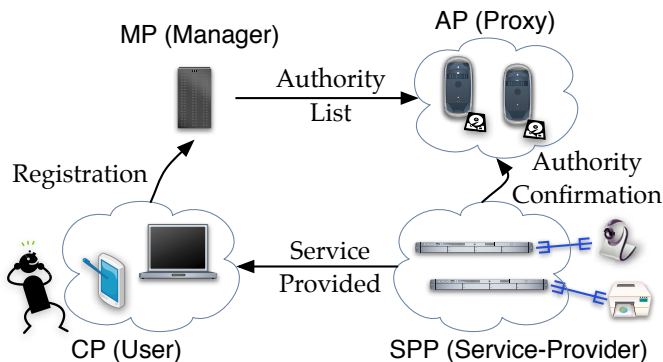 MP (Manager)
AP (Proxy)
Authority
List
Registration
Authority
Confirmation
Service
Provided
CP (User)
SPP (Service-Provider)